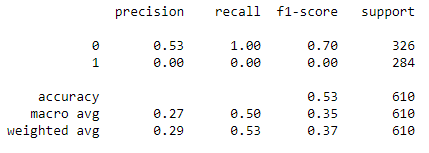 precision recall f1-score support
0 0.53 1.00 0.70 326
1 0.00 0.00 0.00 284
accuracy 0.53 610
macro avg 0.27 0.50 0.35 610
weighted avg 0.29 0.53 0.37 610